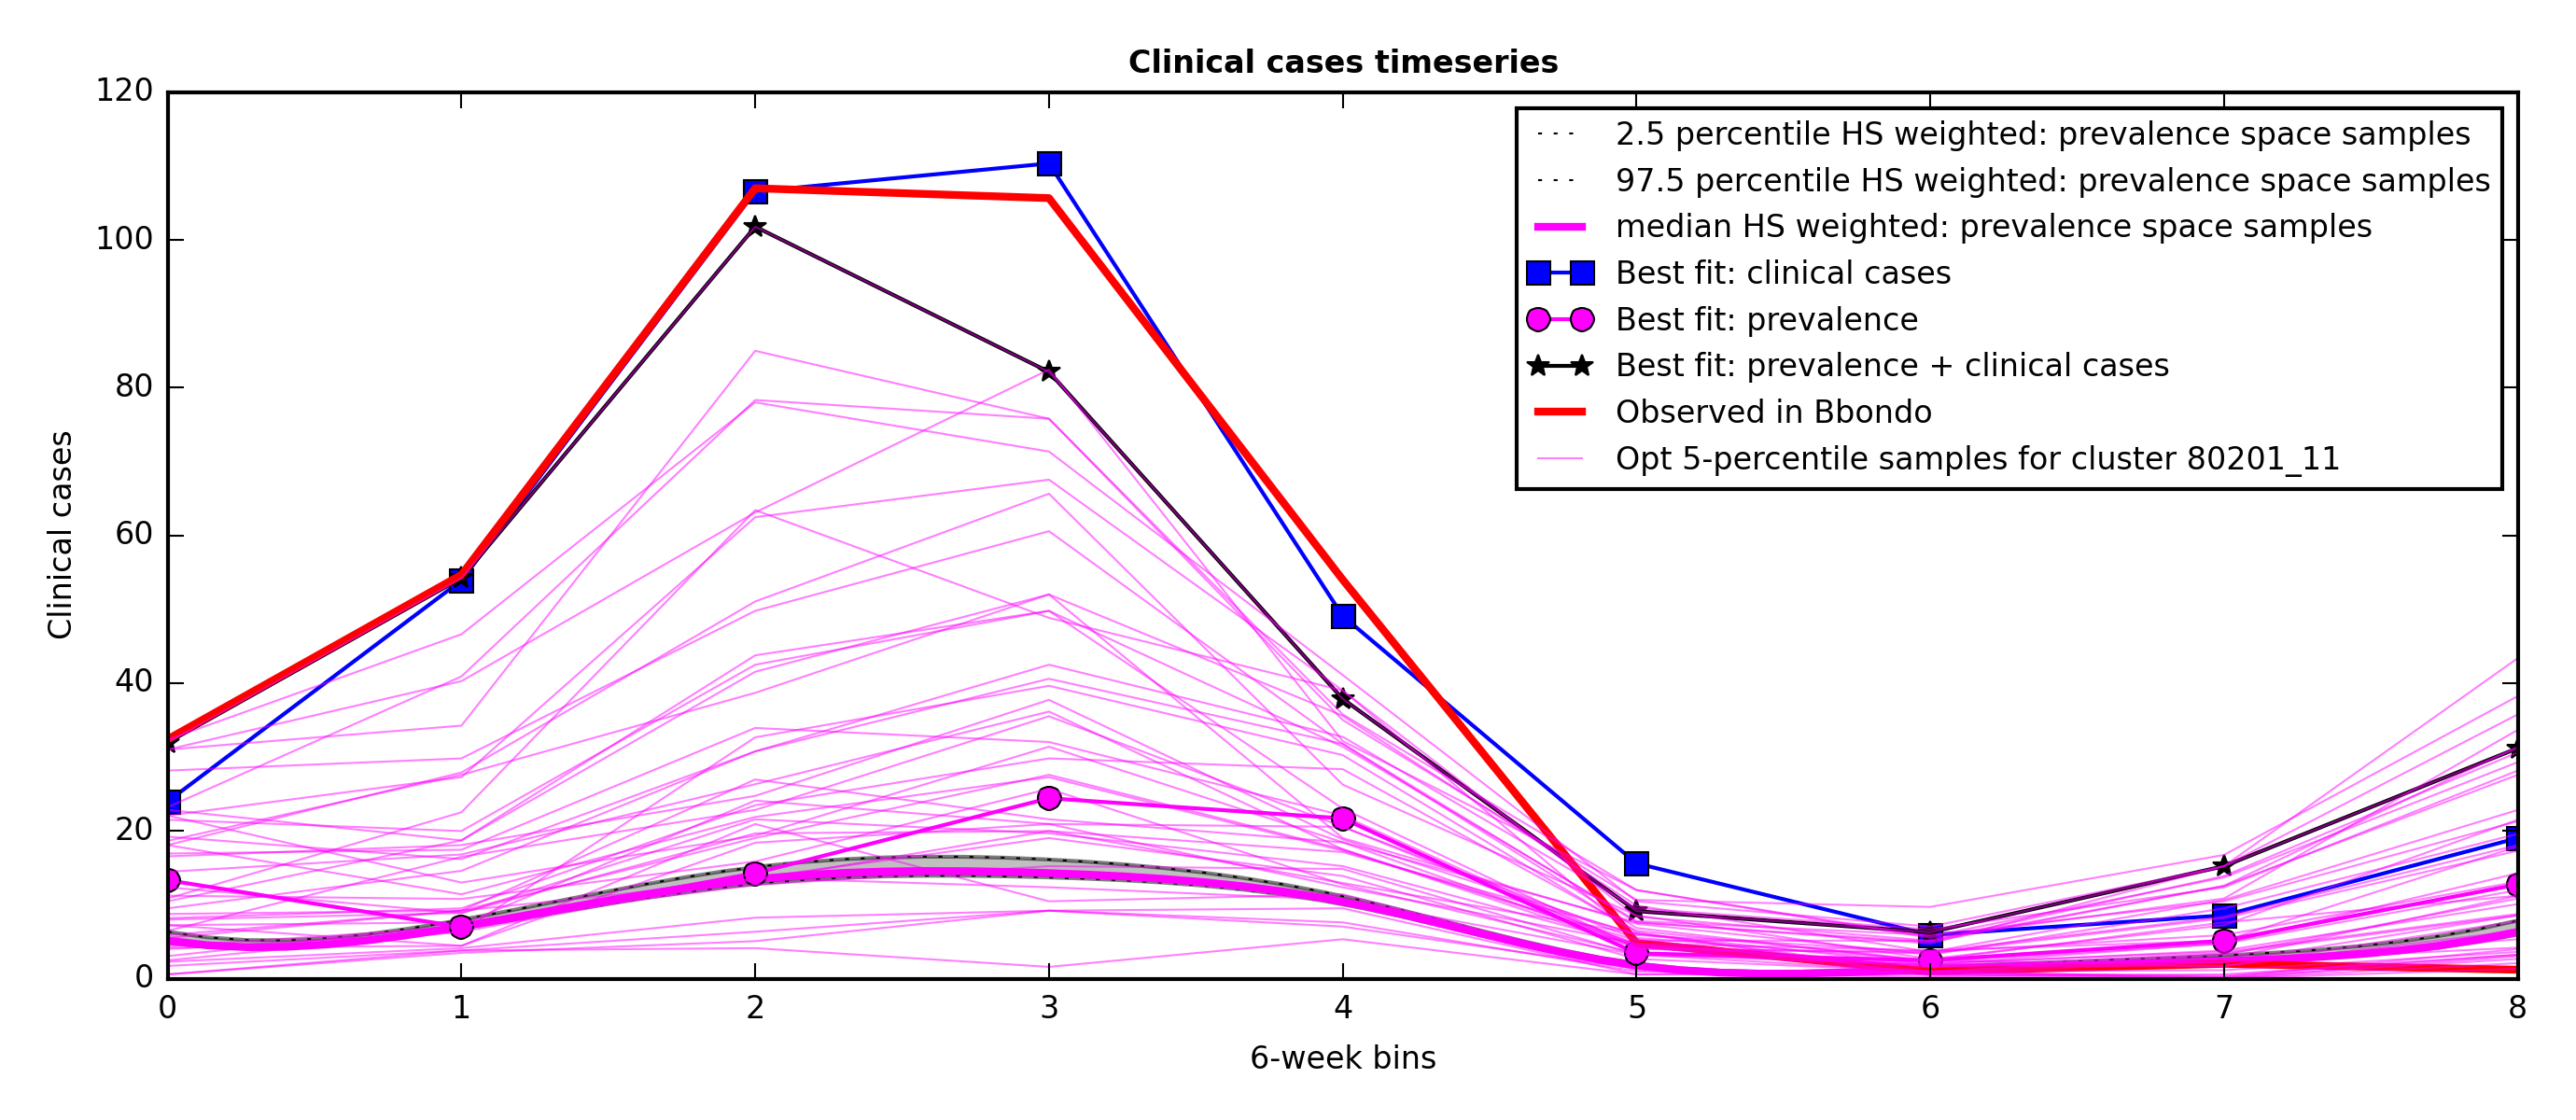 Clinical cases timeseries
120
100
80
60
40
20
0
Clinical cases
2.5 percentile HS weighted: prevalence space samples
97.5 percentile HS weighted: prevalence space samples
median HS weighted: prevalence space samples
Best fit: clinical cases
Best fit: prevalence
Best fit: prevalence + clinical cases
Observed in Bbondo
Opt 5-percentile samples for cluster 80201_11
0 1 2 3 4 5 6 7 8
6-week bins